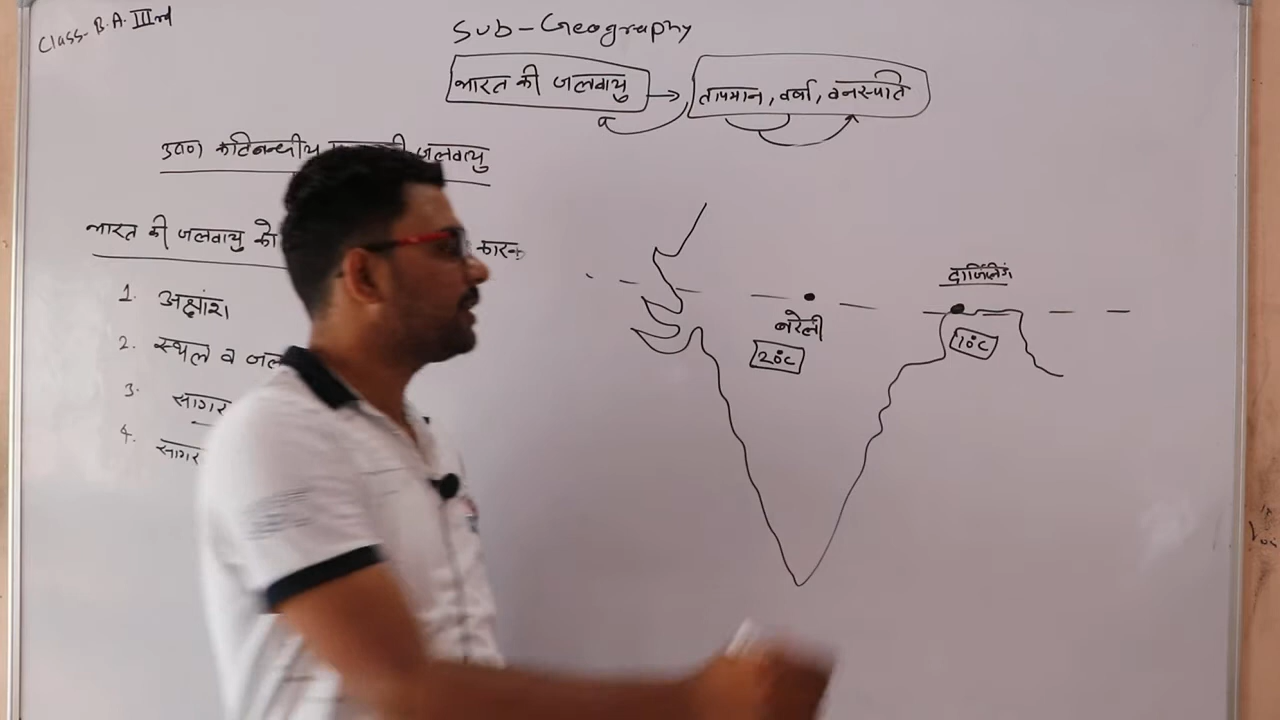 Class- B.A. IIIrd
Sub-Geography
भारत की जलवायु → तापमान, वर्षा, वनस्पति
उष्ण कटिबन्धीय जलवायु
भारत की जलवायु को कारक
1. अक्षांश
2. स्थल व जल
3. सागर
4. सागर
दार्जिलिंग
बरेली
20°C
10°C